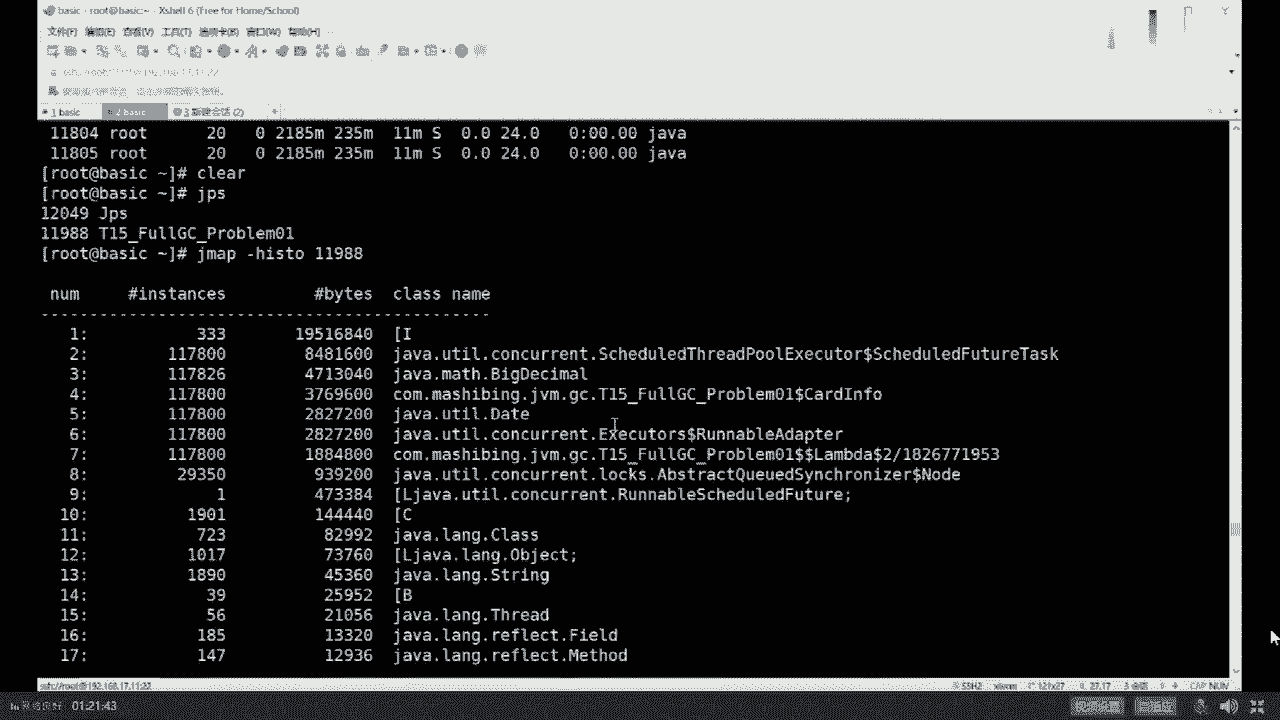 basic - root@basic:~ - Xshell 6 (Free for Home/School)
文件(F) 编辑(E) 查看(V) 工具(T) 选项卡(B) 窗口(W) 帮助(H)
1 basic 2 basic 3 新建会话 (2) +
11804 root 20 0 2185m 235m 11m S 0.0 24.0 0:00.00 java
11805 root 20 0 2185m 235m 11m S 0.0 24.0 0:00.00 java
[root@basic ~]# clear
[root@basic ~]# jps
12049 Jps
11988 T15_FullGC_Problem01
[root@basic ~]# jmap -histo 11988
num #instances #bytes class name
----------------------------------------------
1: 333 19516840 [I
2: 117800 8481600 java.util.concurrent.ScheduledThreadPoolExecutor$ScheduledFutureTask
3: 117826 4713040 java.math.BigDecimal
4: 117800 3769600 com.mashibing.jvm.gc.T15_FullGC_Problem01$CardInfo
5: 117800 2827200 java.util.Date
6: 117800 2827200 java.util.concurrent.Executors$RunnableAdapter
7: 117800 1884800 com.mashibing.jvm.gc.T15_FullGC_Problem01$$Lambda$2/1826771953
8: 29350 939200 java.util.concurrent.locks.AbstractQueuedSynchronizer$Node
9: 1 473384 [Ljava.util.concurrent.RunnableScheduledFuture;
10: 1901 144440 [C
11: 723 82992 java.lang.Class
12: 1017 73760 [Ljava.lang.Object;
13: 1890 45360 java.lang.String
14: 39 25952 [B
15: 56 21056 java.lang.Thread
16: 185 13320 java.lang.reflect.Field
17: 147 12936 java.lang.reflect.Method
ssh://root@192.168.17.11:22 SSH2 xterm 121x27 27,17 CAP NUM
01:21:43